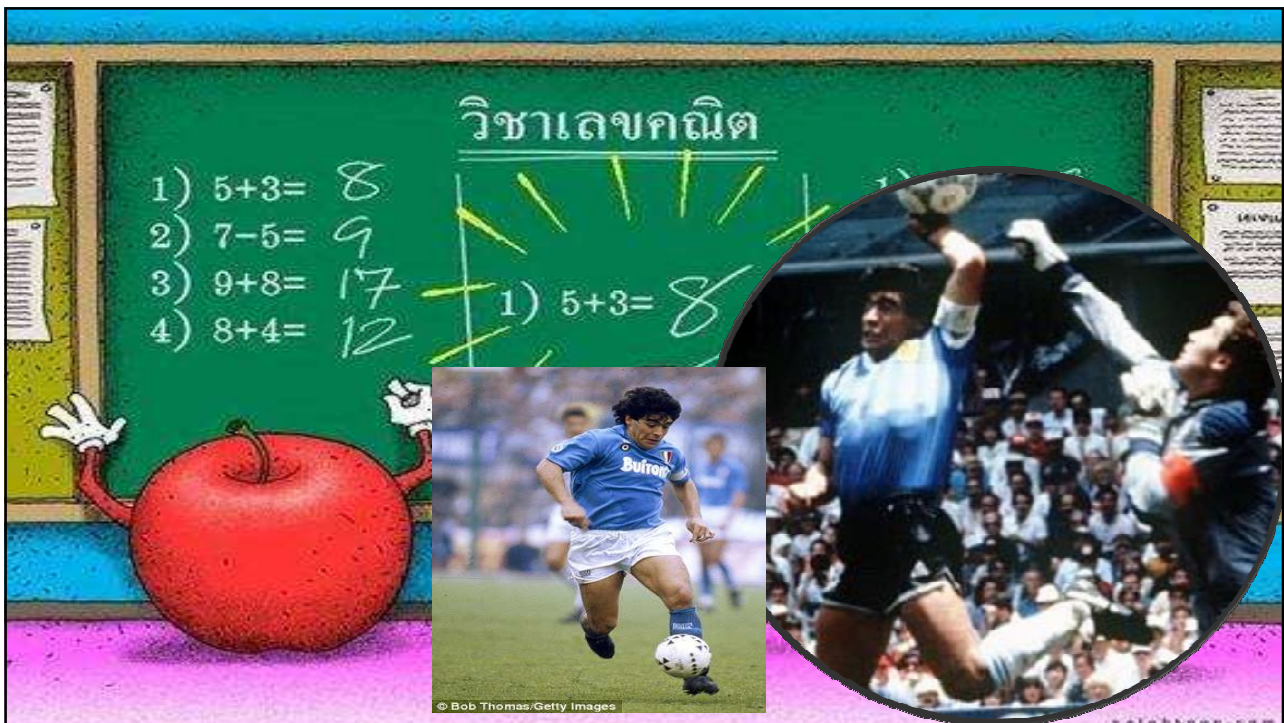 วิชาเลขคณิต
1) 5+3= 8
2) 7-5= 9
3) 9+8= 17
4) 8+4= 12
1) 5+3= 8
1)
Buitoni
© Bob Thomas/Getty Images